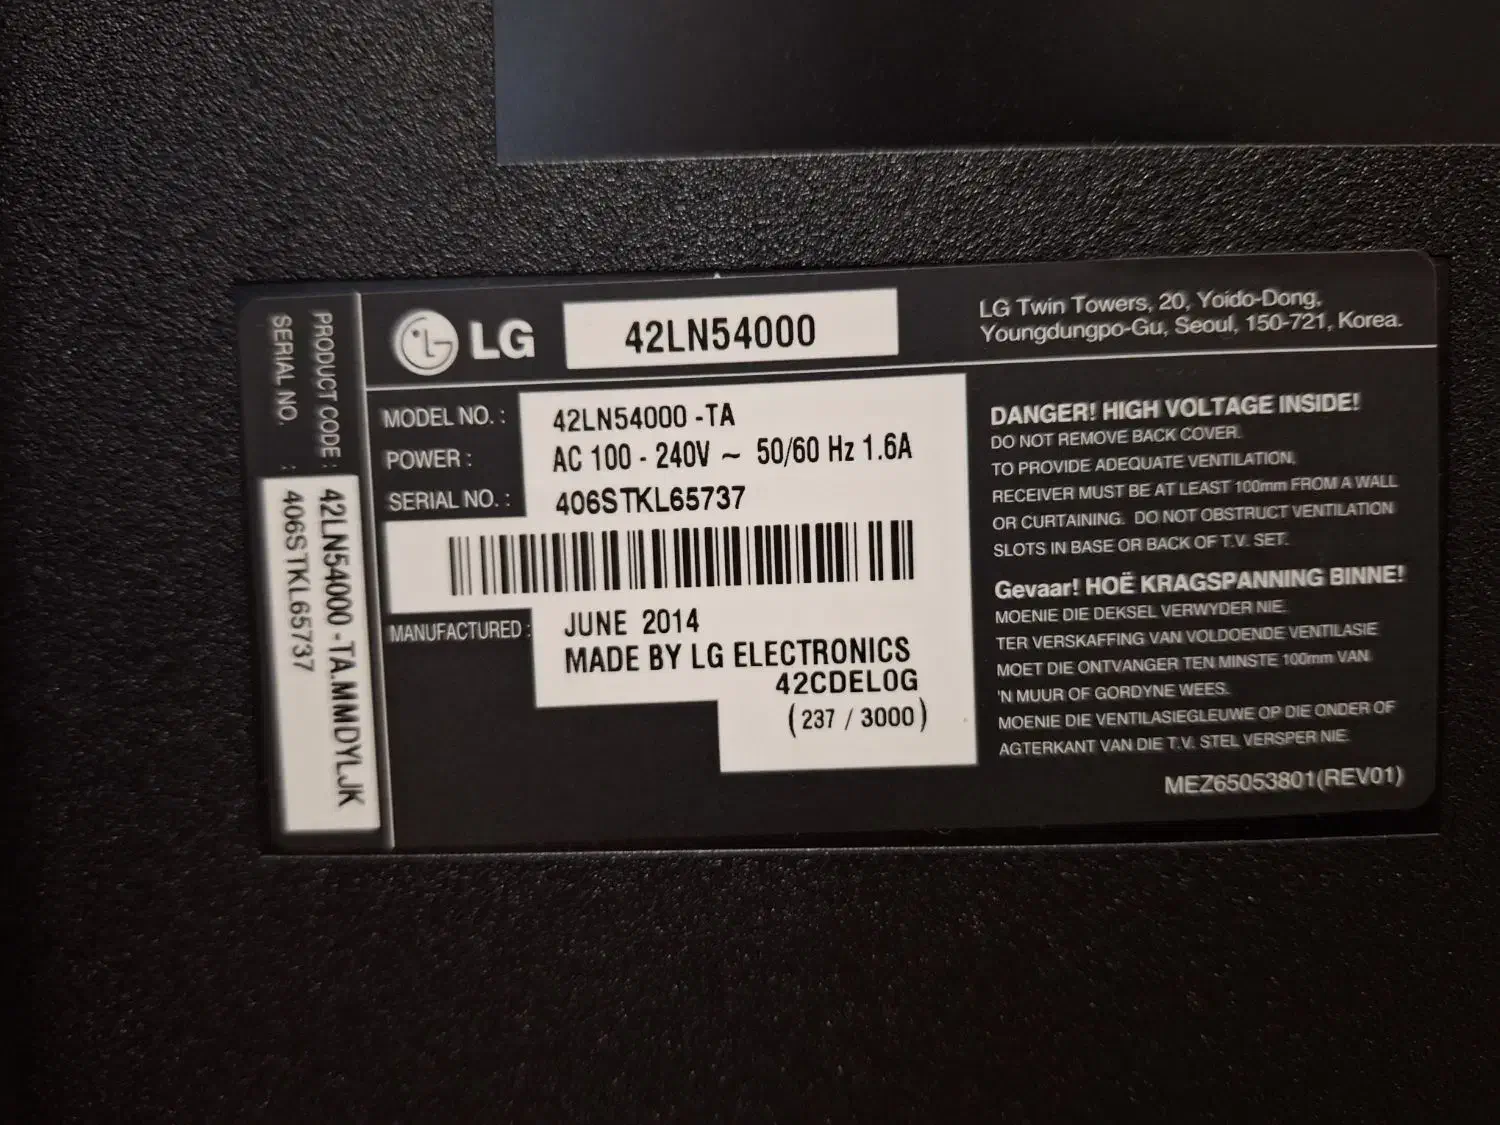 PRODUCT CODE : 42LN54000 -TA.MMDYLJK
SERIAL NO. : 406STKL65737
LG
42LN54000
LG Twin Towers, 20, Yoido-Dong,
Youngdungpo-Gu, Seoul, 150-721, Korea.
MODEL NO. : 42LN54000 -TA
POWER : AC 100 - 240V ~ 50/60 Hz 1.6A
SERIAL NO. : 406STKL65737
MANUFACTURED : JUNE 2014
MADE BY LG ELECTRONICS
42CDELOG
( 237 / 3000 )
DANGER! HIGH VOLTAGE INSIDE!
DO NOT REMOVE BACK COVER.
TO PROVIDE ADEQUATE VENTILATION,
RECEIVER MUST BE AT LEAST 100mm FROM A WALL
OR CURTAINING. DO NOT OBSTRUCT VENTILATION
SLOTS IN BASE OR BACK OF T.V. SET.
Gevaar! HOË KRAGSPANNING BINNE!
MOENIE DIE DEKSEL VERWYDER NIE.
TER VERSKAFFING VAN VOLDOENDE VENTILASIE
MOET DIE ONTVANGER TEN MINSTE 100mm VAN
'N MUUR OF GORDYNE WEES.
MOENIE DIE VENTILASIEGLEUWE OP DIE ONDER OF
AGTERKANT VAN DIE T.V. STEL VERSPER NIE.
MEZ65053801(REV01)